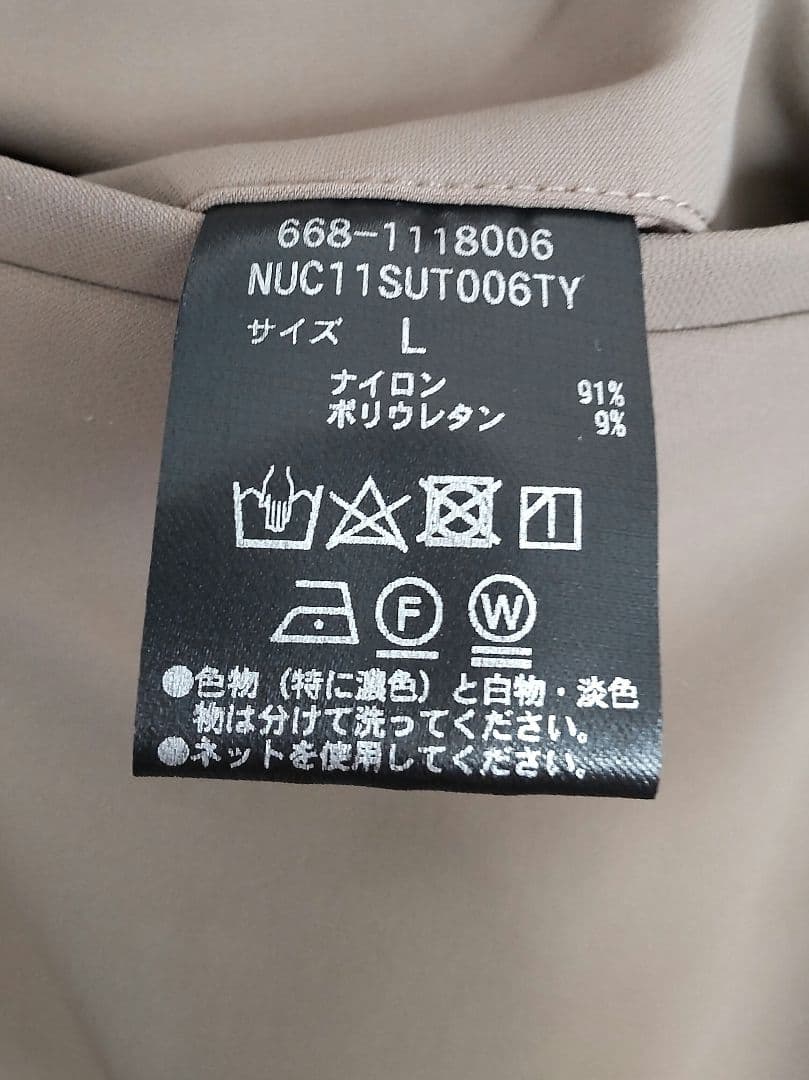 668-1118006
NUC11SUT006TY
サイズ L
ナイロン 91%
ポリウレタン 9%
F W
●色物（特に濃色）と白物・淡色
物は分けて洗ってください。
●ネットを使用してください。